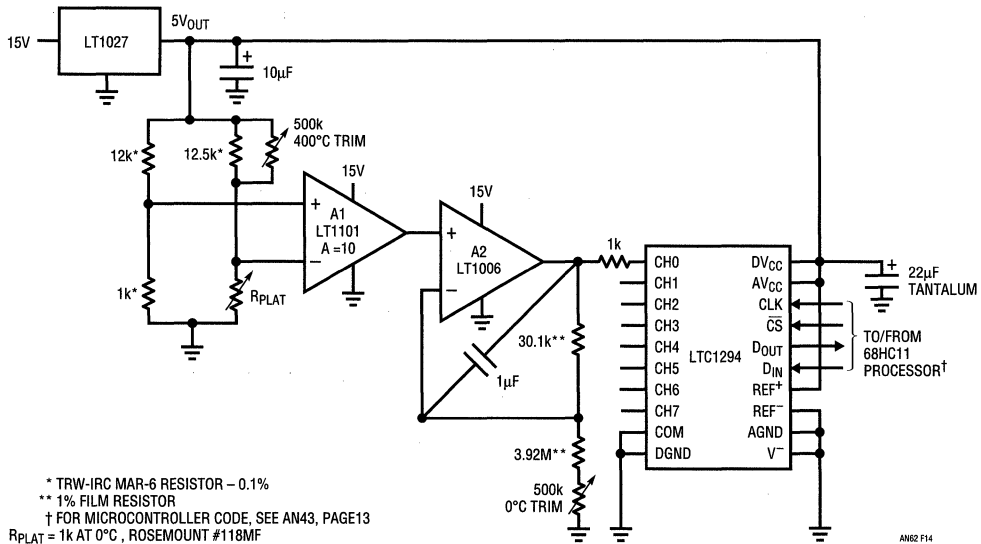 5VOUT
15V
LT1027
+
10µF
500k
400°C TRIM
12k*
12.5k*
15V
+
A1
LT1101
A =10
−
1k*
RPLAT
15V
+
A2
LT1006
−
1k
30.1k**
1µF
3.92M**
500k
0°C TRIM
CH0
CH1
CH2
CH3
CH4
CH5
CH6
CH7
COM
DGND
LTC1294
DVCC
AVCC
CLK
CS
DOUT
DIN
REF+
REF−
AGND
V−
+
22µF
TANTALUM
TO/FROM
68HC11
PROCESSOR†
* TRW-IRC MAR-6 RESISTOR – 0.1%
** 1% FILM RESISTOR
† FOR MICROCONTROLLER CODE, SEE AN43, PAGE13
RPLAT = 1k AT 0°C , ROSEMOUNT #118MF
AN62 F14